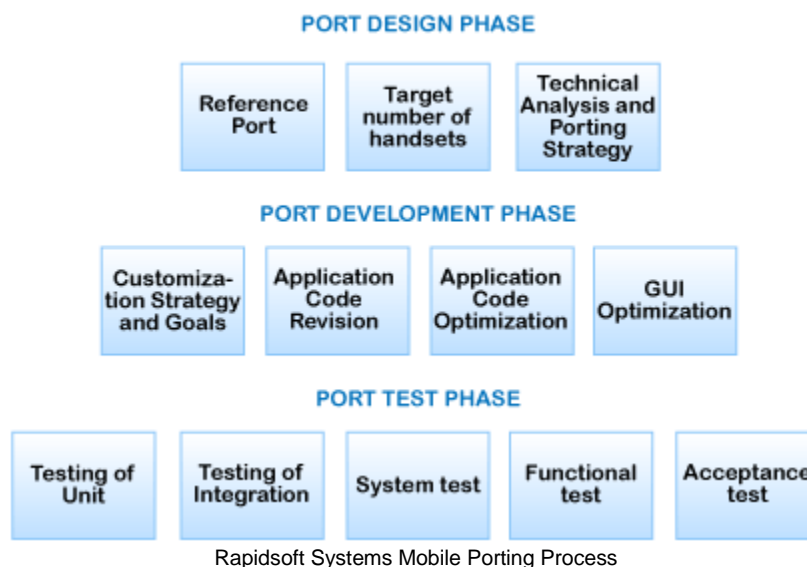 PORT DESIGN PHASE
Reference
Port
Target
number of
handsets
Technical
Analysis and
Porting
Strategy
PORT DEVELOPMENT PHASE
Customiza-
tion Strategy
and Goals
Application
Code
Revision
Application
Code
Optimization
GUI
Optimization
PORT TEST PHASE
Testing of
Unit
Testing of
Integration
System test
Functional
test
Acceptance
test
Rapidsoft Systems Mobile Porting Process